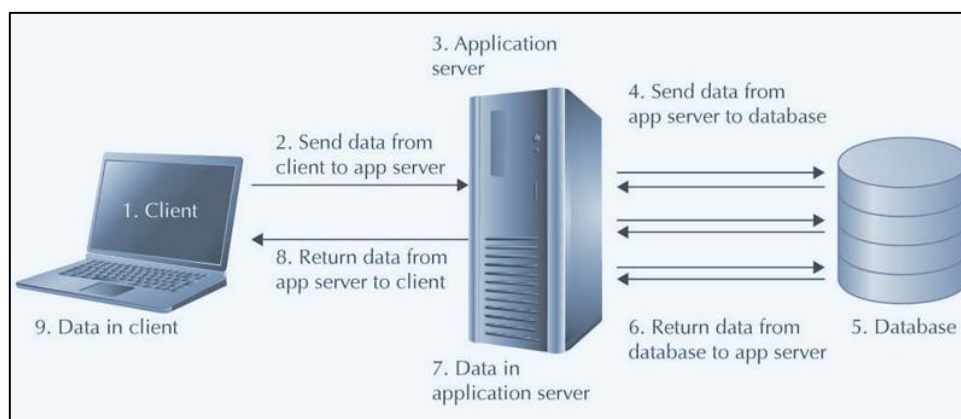 3. Application
server
4. Send data from
app server to database
2. Send data from
client to app server
1. Client
8. Return data from
app server to client
9. Data in client
6. Return data from
database to app server
5. Database
7. Data in
application server